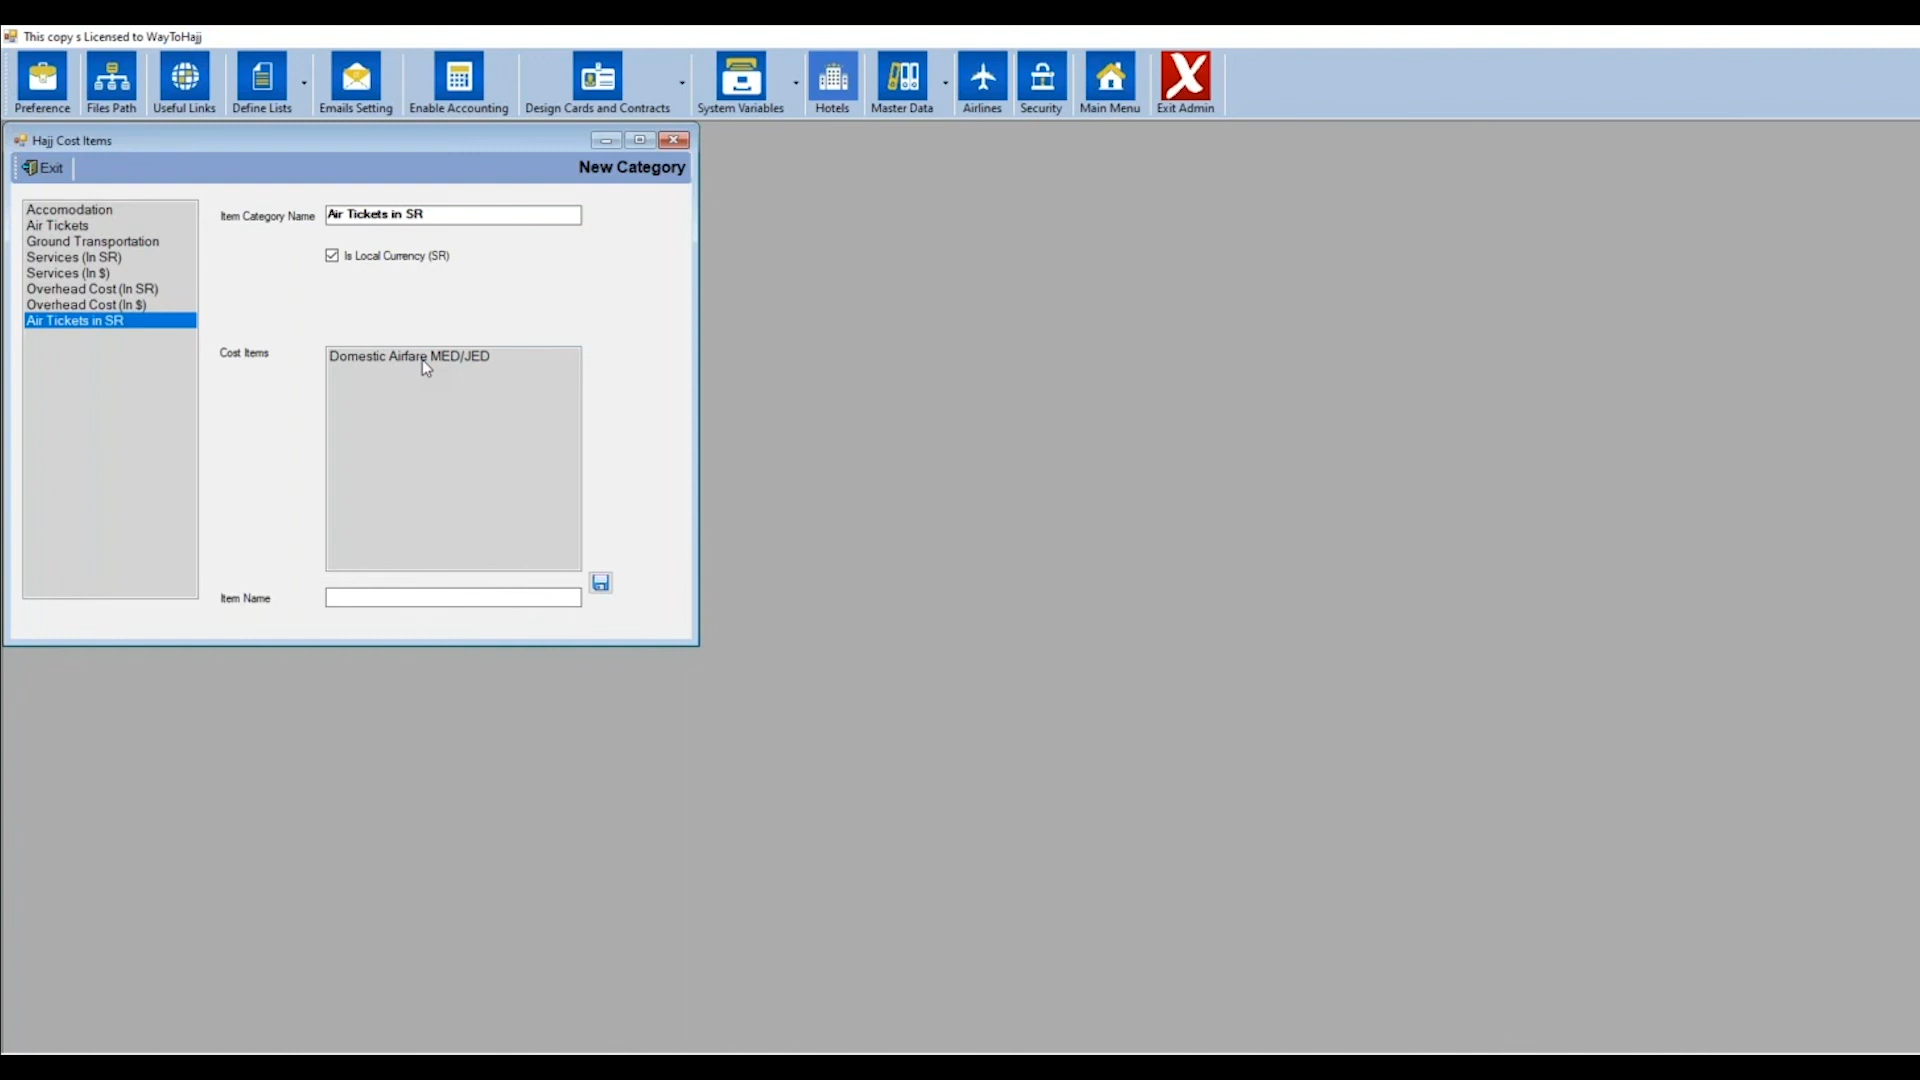 This copy s Licensed to WayToHajj
Preference Files Path Useful Links Define Lists Emails Setting Enable Accounting Design Cards and Contracts System Variables Hotels Master Data Airlines Security Main Menu Exit Admin
Hajj Cost Items
Exit New Category
Accomodation
Air Tickets
Ground Transportation
Services (In SR)
Services (In $)
Overhead Cost (In SR)
Overhead Cost (In $)
Air Tickets in SR
Item Category Name Air Tickets in SR
Is Local Currency (SR)
Cost Items Domestic Airfare MED/JED
Item Name